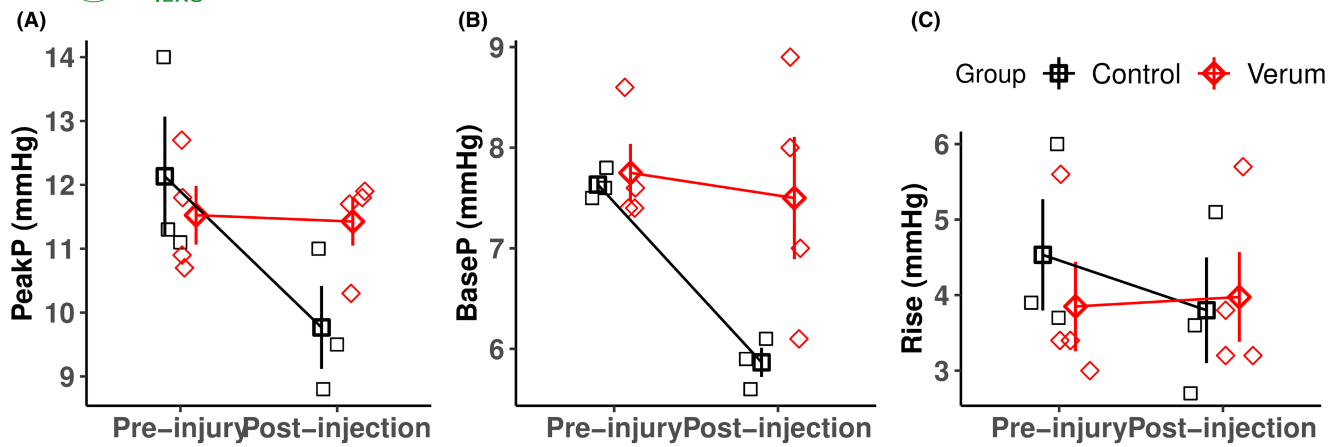 (A)
(B)
(C)
PeakP (mmHg)
14
13
12
11
10
9
Pre−injury
Post−injection
BaseP (mmHg)
9
8
7
6
Pre−injury
Post−injection
Group Control Verum
Rise (mmHg)
6
5
4
3
Pre−injury
Post−injection